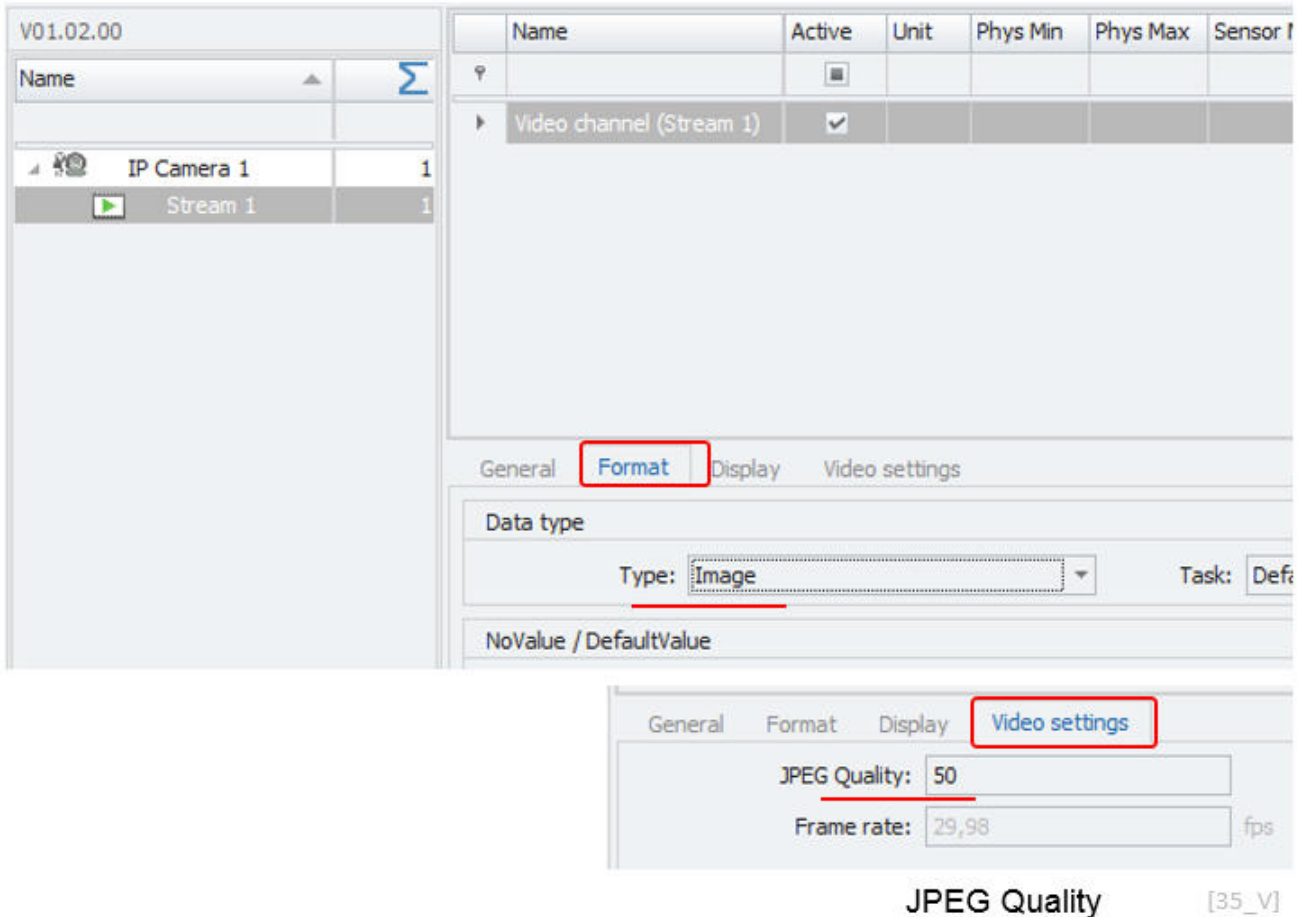 V01.02.00
Name Σ
IP Camera 1 1
Stream 1 1
Name Active Unit Phys Min Phys Max Sensor
Video channel (Stream 1)
General Format Display Video settings
Data type
Type: Image Task:
NoValue / DefaultValue
General Format Display Video settings
JPEG Quality: 50
Frame rate: 29,98 fps
JPEG Quality [35_V]